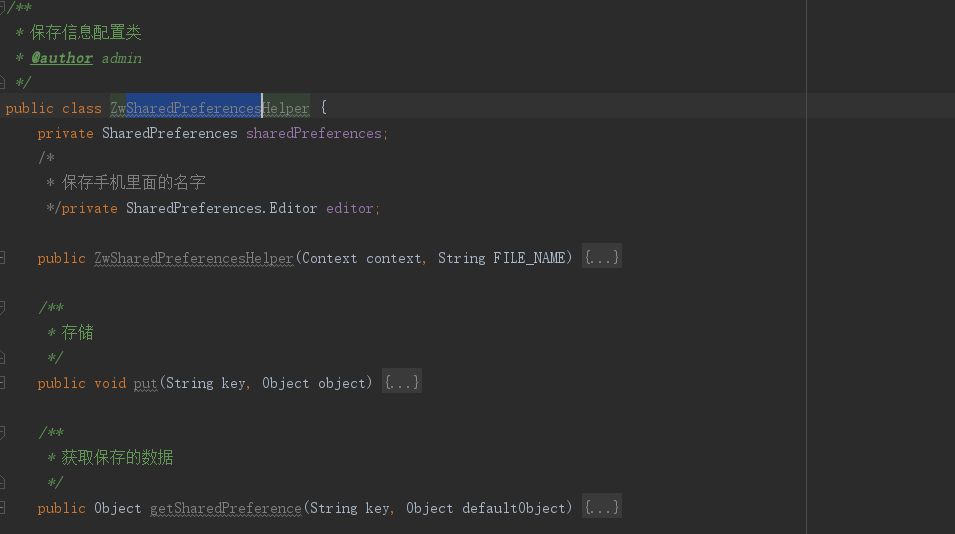 /**
 * 保存信息配置类
 * @author admin
 */
public class ZwSharedPreferencesHelper {
    private SharedPreferences sharedPreferences;
    /*
     * 保存手机里面的名字
     */private SharedPreferences.Editor editor;
    public ZwSharedPreferencesHelper(Context context, String FILE_NAME) {...}
    /**
     * 存储
     */
    public void put(String key, Object object) {...}
    /**
     * 获取保存的数据
     */
    public Object getSharedPreference(String key, Object defaultObject) {...}